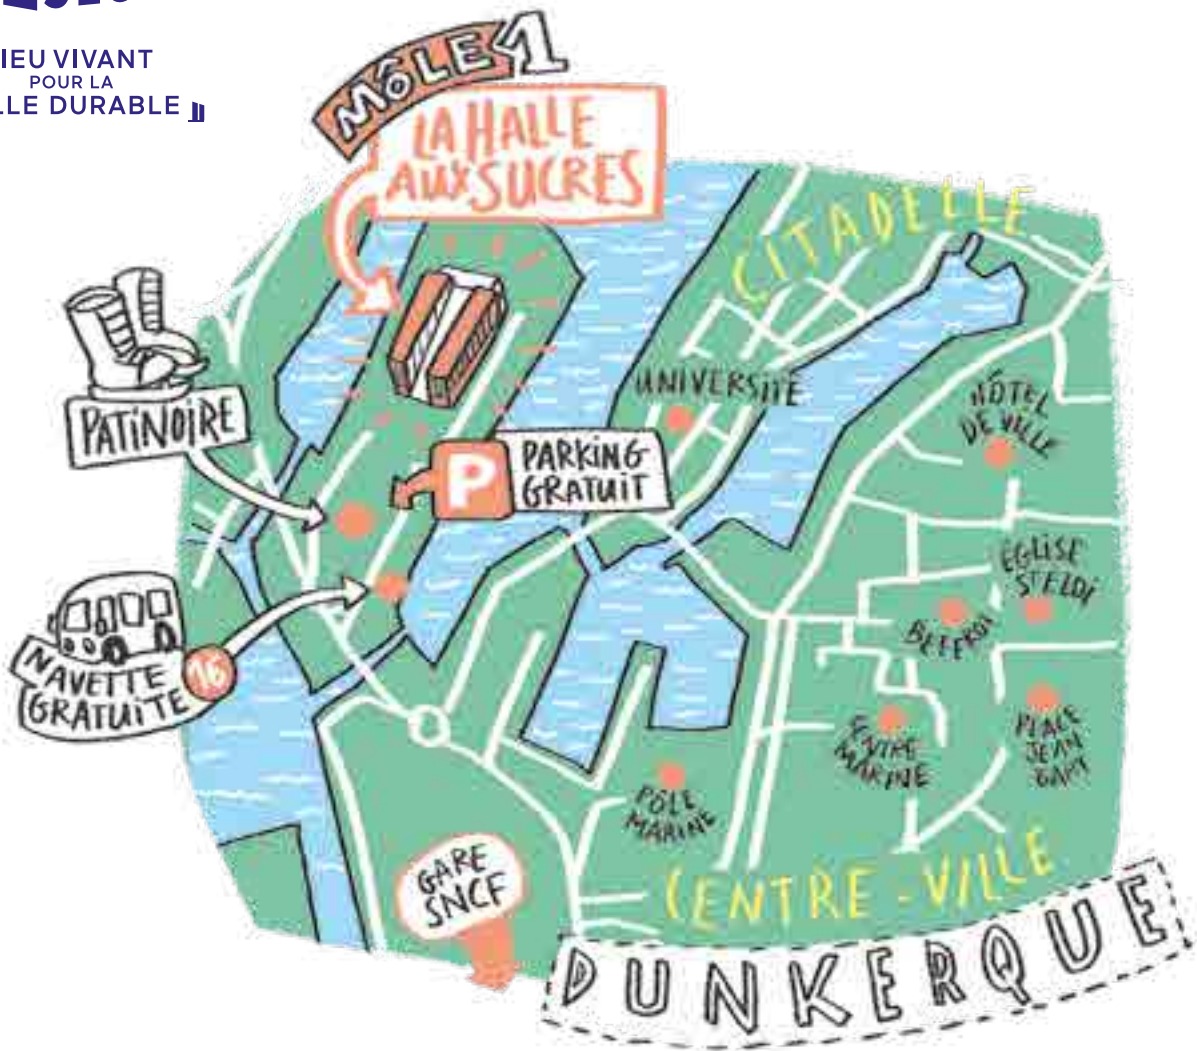 IEU VIVANT
POUR LA
LLE DURABLE
MÔLE 1
LA HALLE
AUX SUCRES
CITADELLE
PATINOIRE
UNIVERSITÉ
HÔTEL
DE VILLE
P
PARKING
GRATUIT
ÉGLISE
ST ELOI
BEFFROI
NAVETTE
GRATUITE
16
CENTRE
MARINE
PLACE
JEAN
BART
PÔLE
MARINE
GARE
SNCF
CENTRE-VILLE
DUNKERQUE